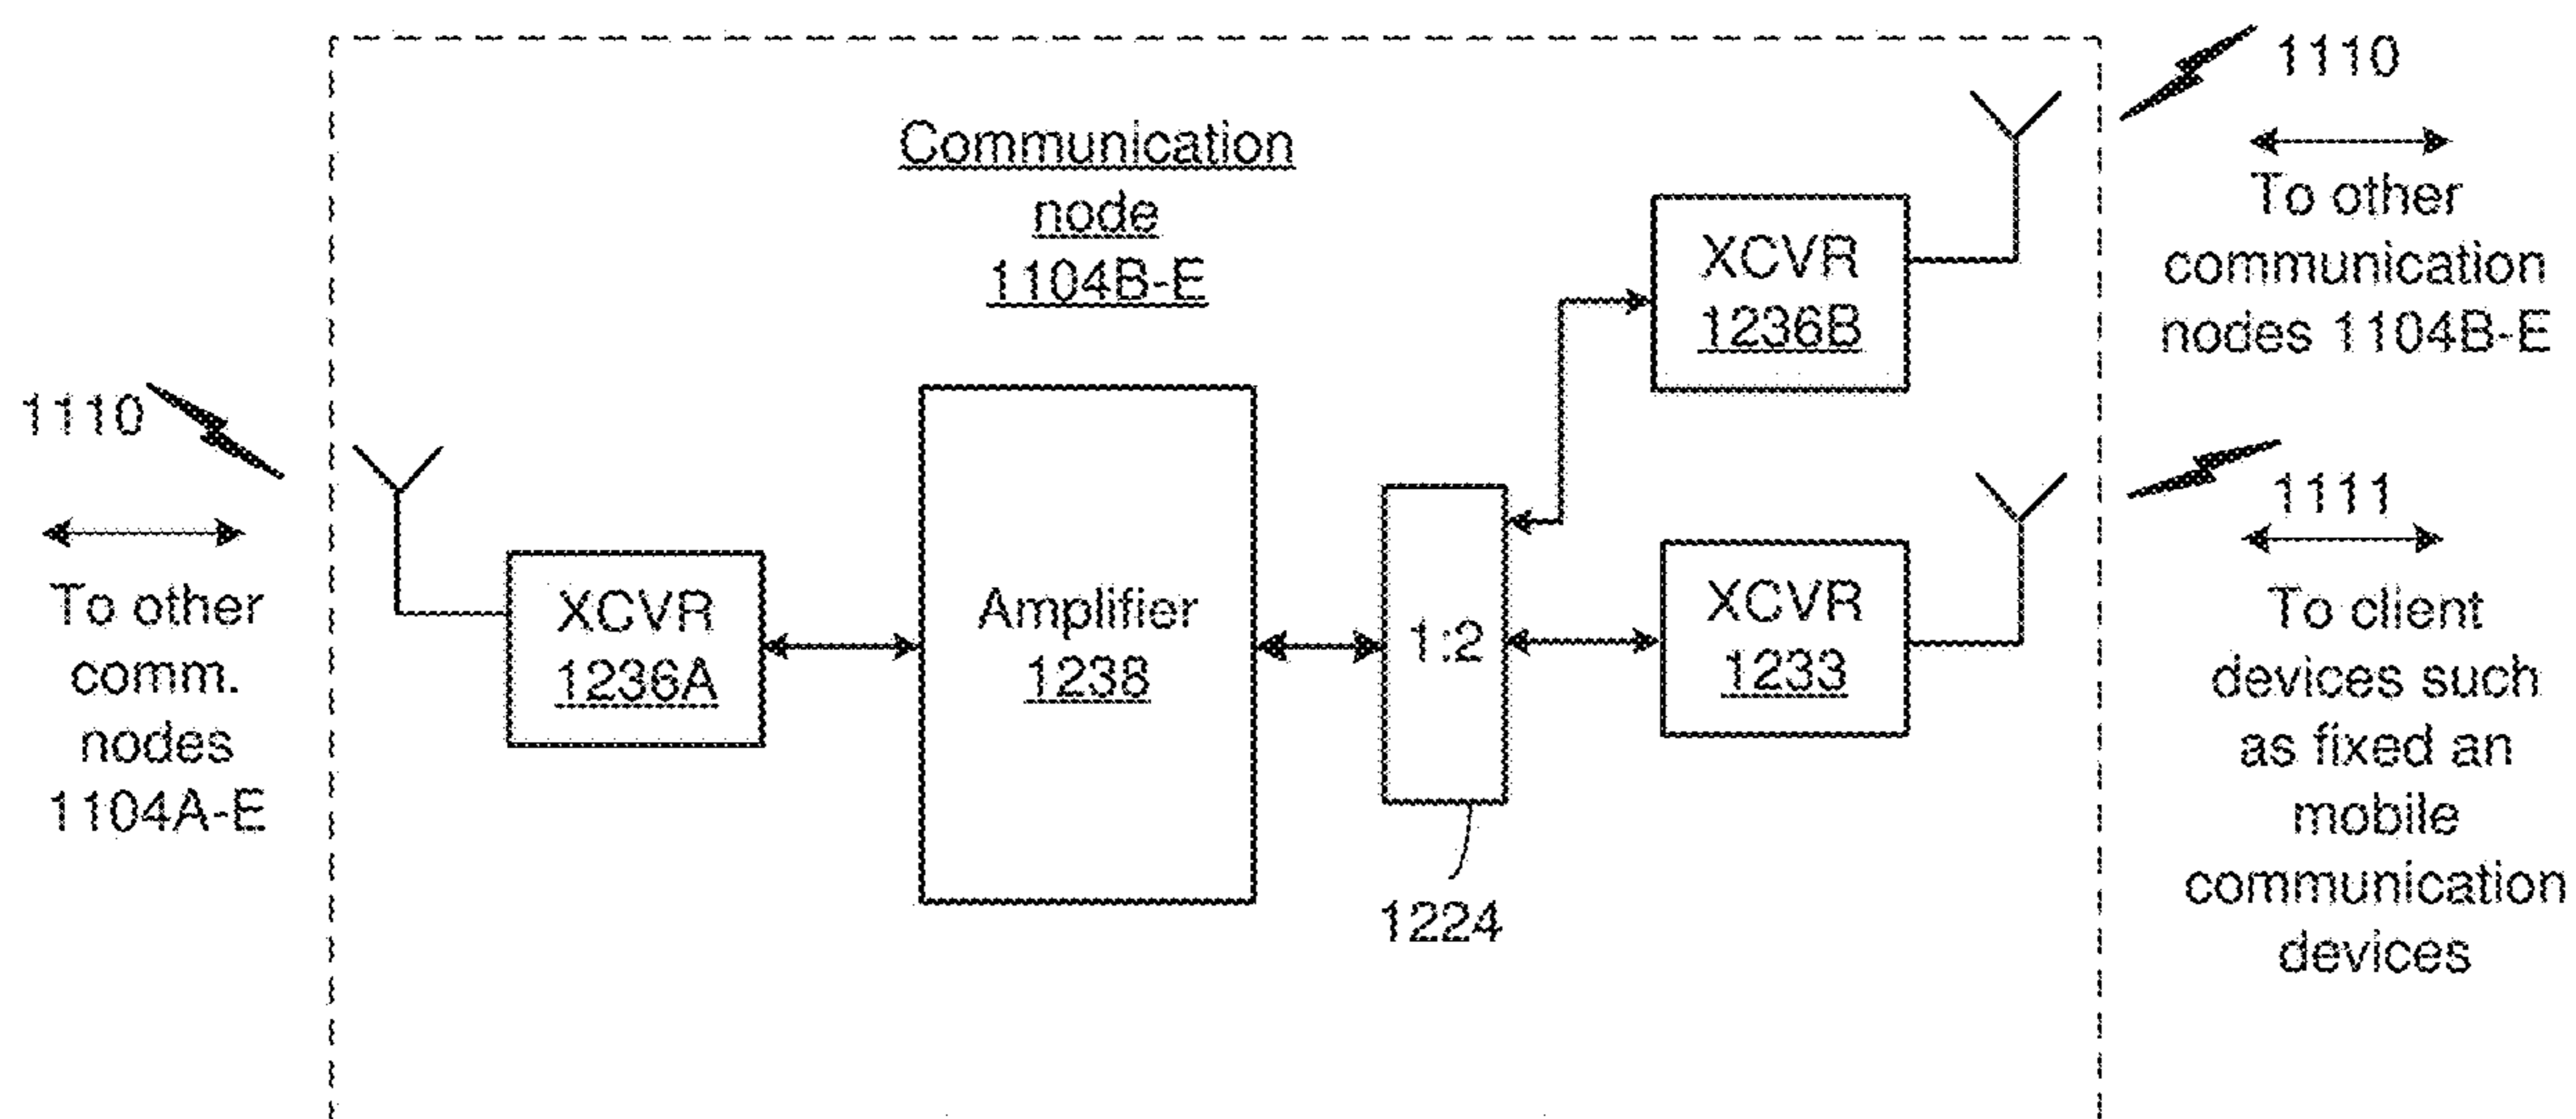 1110
Communication
node
1104B-E
XCVR
1236B
To other
communication
nodes 1104B-E
1110
To other
comm.
nodes
1104A-E
XCVR
1236A
Amplifier
1238
1:2
1224
XCVR
1233
1111
To client
devices such
as fixed an
mobile
communication
devices